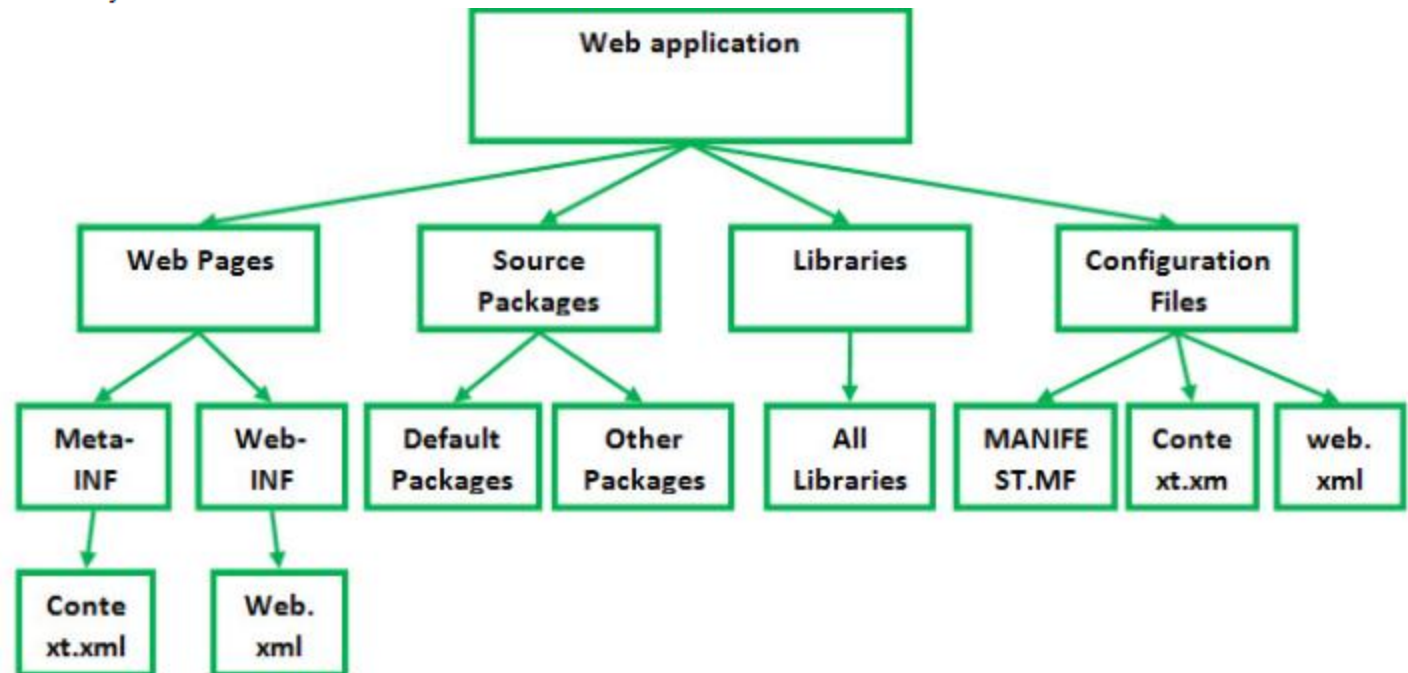 Web application
Web Pages
Source
Packages
Libraries
Configuration
Files
Meta-
INF
Web-
INF
Default
Packages
Other
Packages
All
Libraries
MANIFE
ST.MF
Conte
xt.xm
web.
xml
Conte
xt.xml
Web.
xml